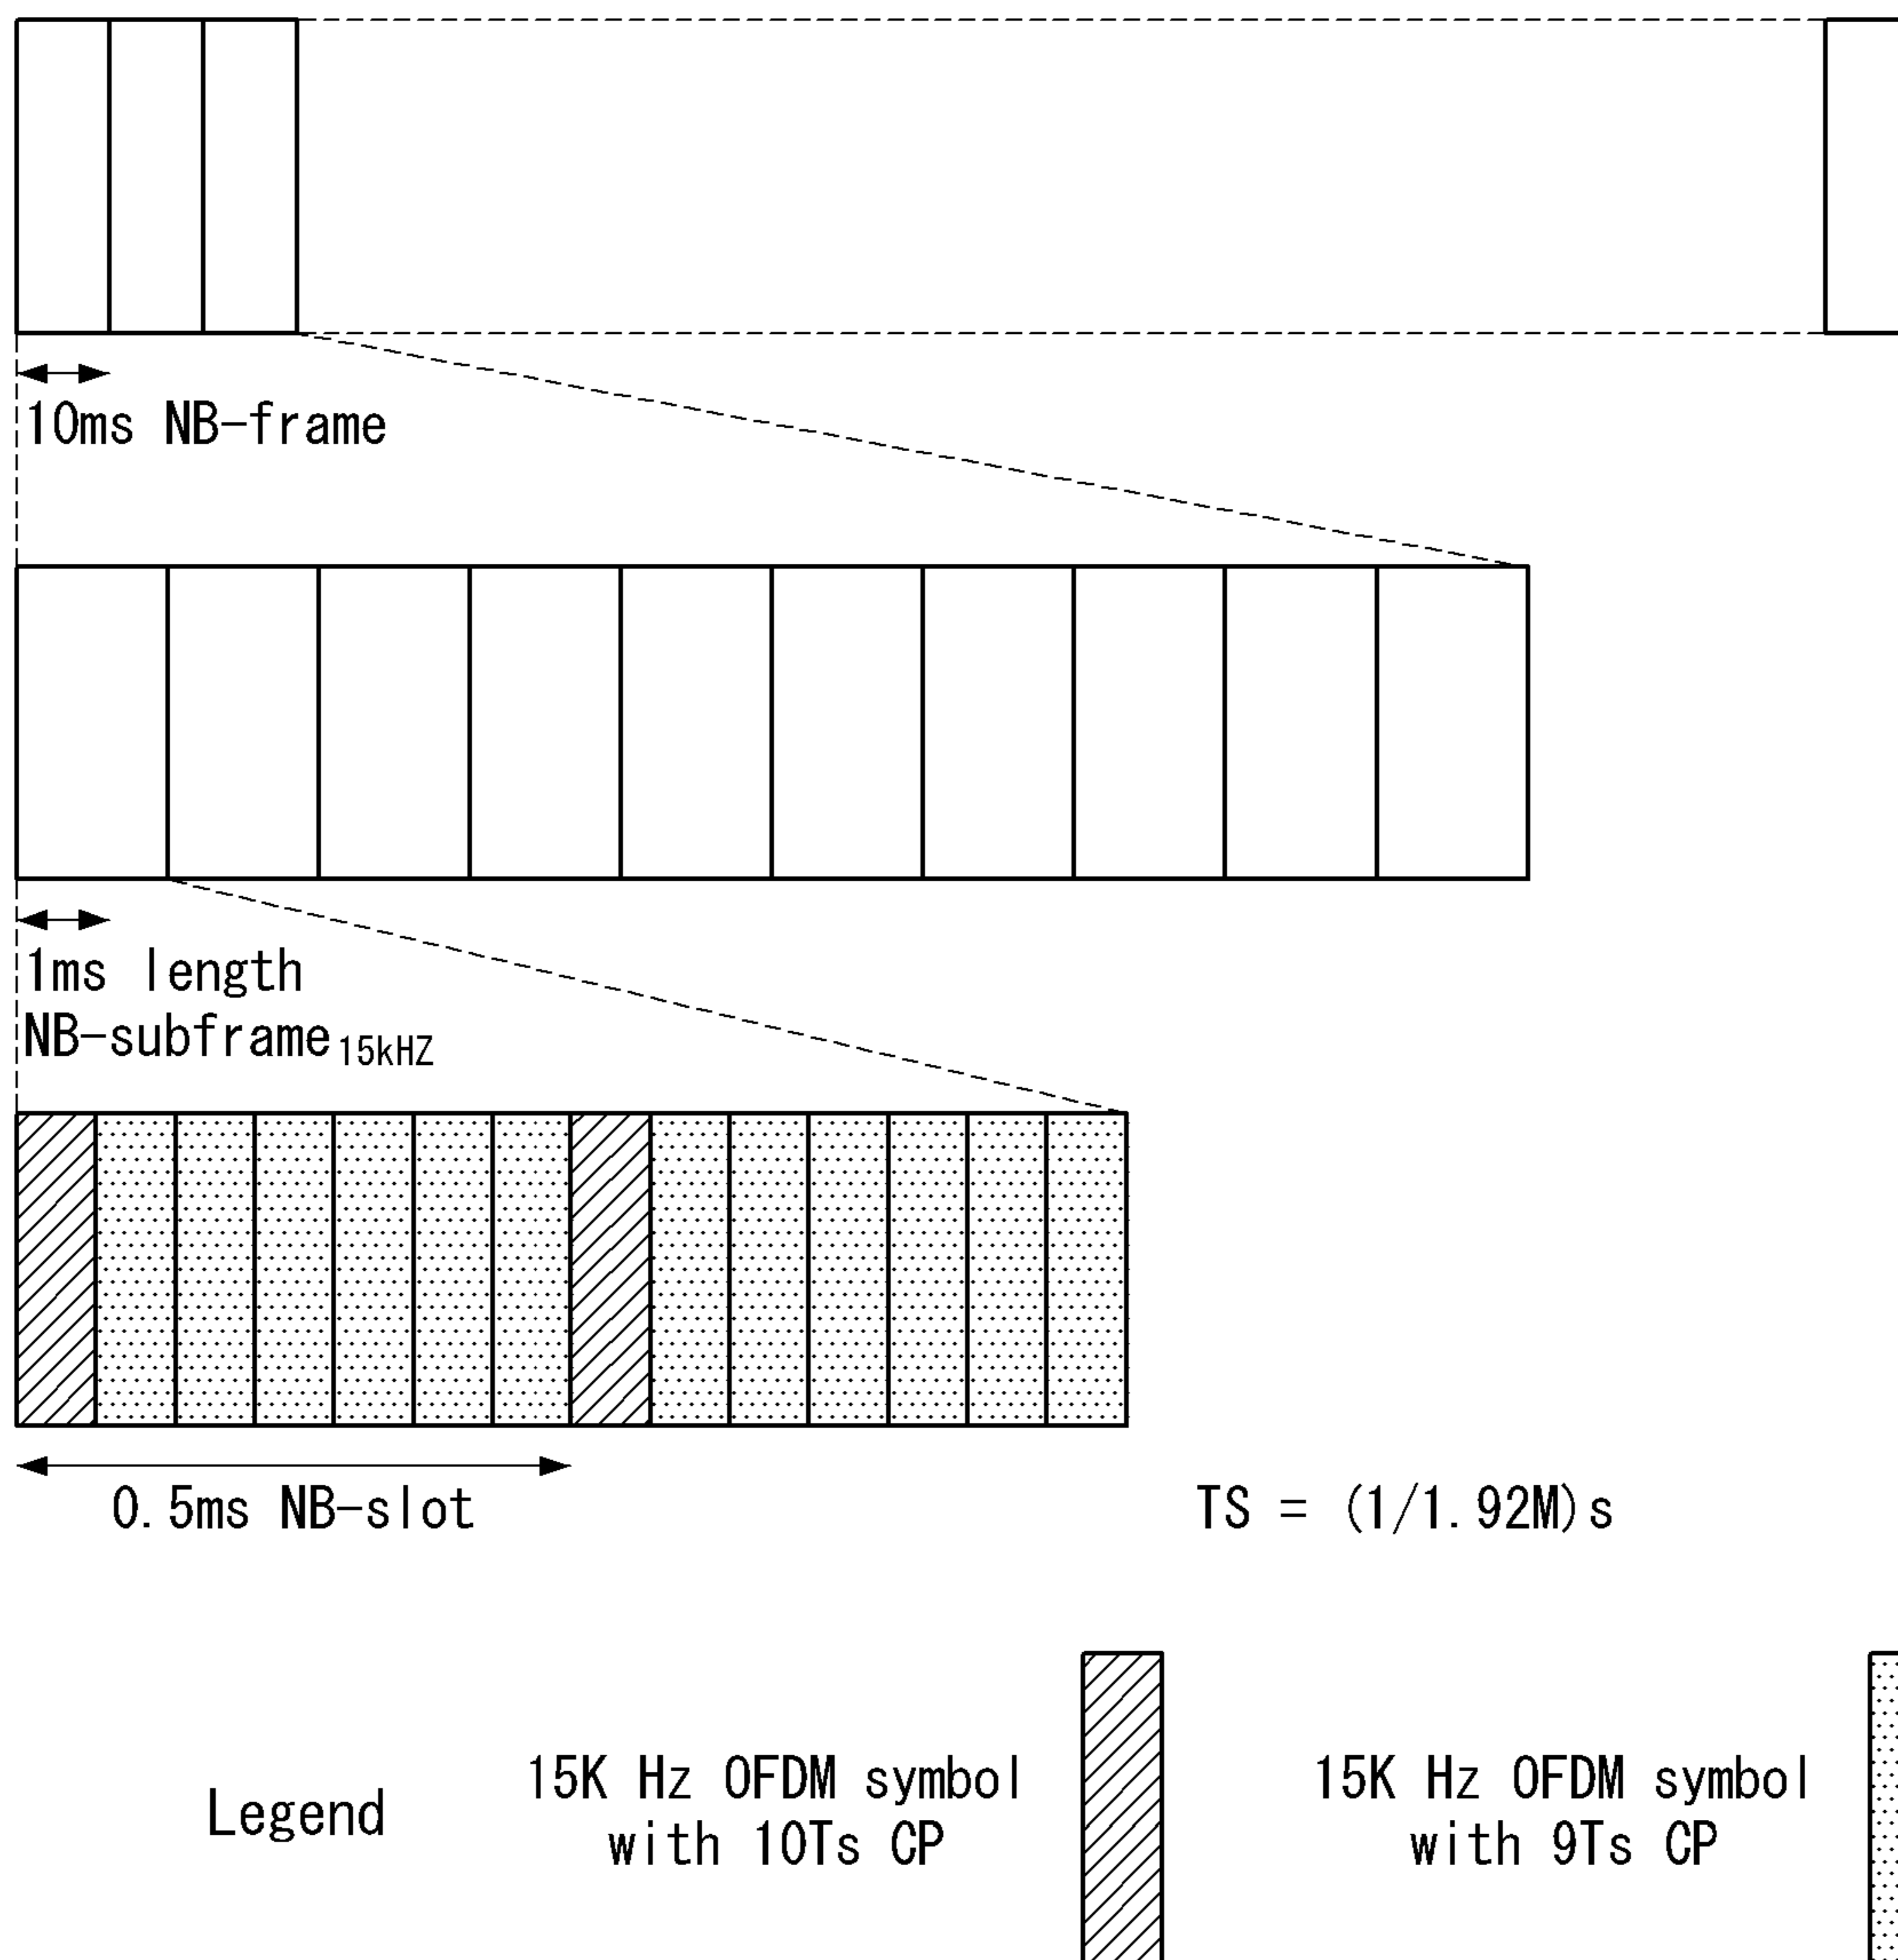 10ms NB-frame
1ms length
NB-subframe15kHZ
0.5ms NB-slot
TS = (1/1.92M)s
Legend
15K Hz OFDM symbol
with 10Ts CP
15K Hz OFDM symbol
with 9Ts CP